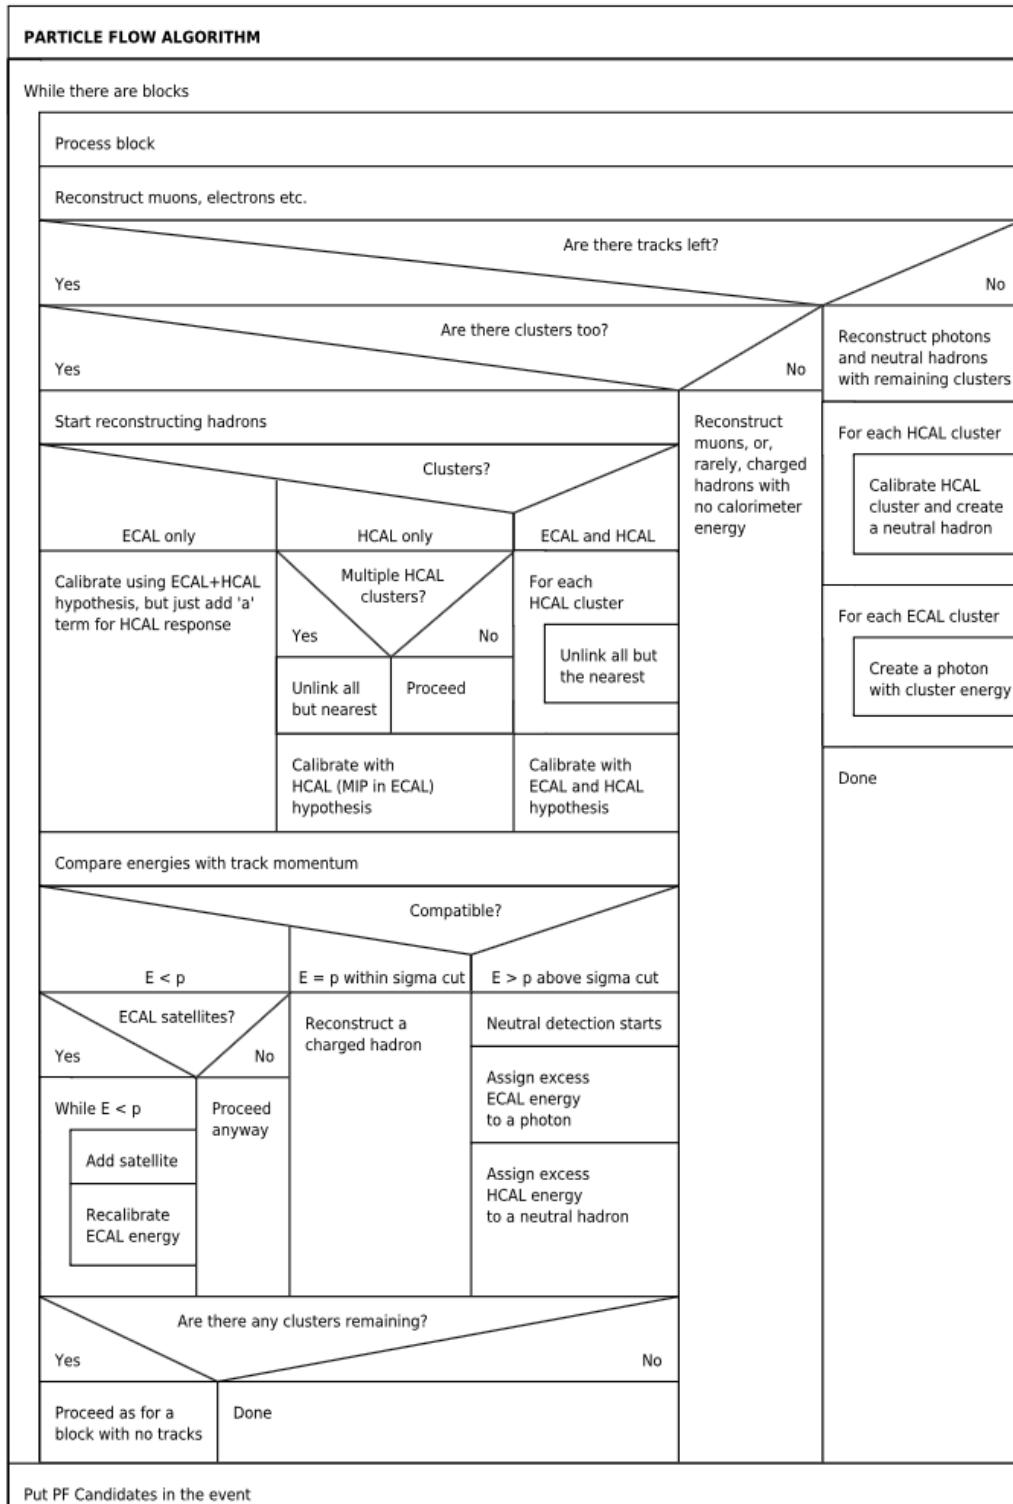 PARTICLE FLOW ALGORITHM
While there are blocks
Process block
Reconstruct muons, electrons etc.
Are there tracks left?
Yes
No
Are there clusters too?
Yes
No
Reconstruct photons
and neutral hadrons
with remaining clusters
Start reconstructing hadrons
Clusters?
ECAL only
HCAL only
ECAL and HCAL
Reconstruct
muons, or,
rarely, charged
hadrons with
no calorimeter
energy
For each HCAL cluster
Calibrate HCAL
cluster and create
a neutral hadron
Calibrate using ECAL+HCAL
hypothesis, but just add 'a'
term for HCAL response
Multiple HCAL
clusters?
Yes
No
Unlink all
but nearest
Proceed
Calibrate with
HCAL (MIP in ECAL)
hypothesis
For each
HCAL cluster
Unlink all but
the nearest
Calibrate with
ECAL and HCAL
hypothesis
For each ECAL cluster
Create a photon
with cluster energy
Done
Compare energies with track momentum
Compatible?
E < p
E = p within sigma cut
E > p above sigma cut
ECAL satellites?
Yes
No
While E < p
Add satellite
Recalibrate
ECAL energy
Proceed
anyway
Reconstruct a
charged hadron
Neutral detection starts
Assign excess
ECAL energy
to a photon
Assign excess
HCAL energy
to a neutral hadron
Are there any clusters remaining?
Yes
No
Proceed as for a
block with no tracks
Done
Put PF Candidates in the event